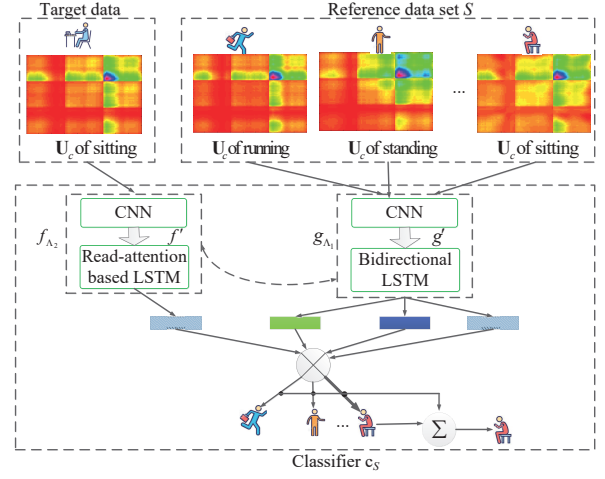 Target data
Reference data set S
...
U_c of sitting
U_c of running
U_c of standing
U_c of sitting
CNN
CNN
f_Λ₂
f'
g_Λ₁
g'
Read-attention
based LSTM
Bidirectional
LSTM
...
Σ
Classifier c_S